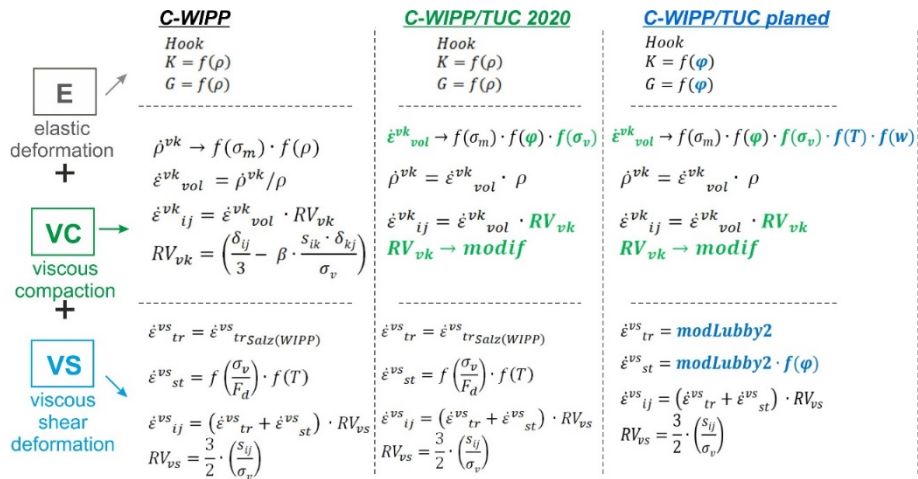 C-WIPP
Hook
K = f(ρ)
G = f(ρ)
C-WIPP/TUC 2020
Hook
K = f(ρ)
G = f(ρ)
C-WIPP/TUC planed
Hook
K = f(φ)
G = f(φ)
E
elastic
deformation
+
VC
viscous
compaction
+
VS
viscous
shear
deformation
ρ̇^vk → f(σ_m) · f(ρ)
ε̇^vk_vol = ρ̇^vk/ρ
ε̇^vk_ij = ε̇^vk_vol · RV_vk
RV_vk = (δ_ij/3 − β · s_ik · δ_kj/σ_v)
ε̇^vk_vol → f(σ_m) · f(φ) · f(σ_v)
ρ̇^vk = ε̇^vk_vol · ρ
ε̇^vk_ij = ε̇^vk_vol · RV_vk
RV_vk → modif
ε̇^vk_vol → f(σ_m) · f(φ) · f(σ_v) · f(T) · f(w)
ρ̇^vk = ε̇^vk_vol · ρ
ε̇^vk_ij = ε̇^vk_vol · RV_vk
RV_vk → modif
ε̇^vs_tr = ε̇^vs_tr_Salz(WIPP)
ε̇^vs_st = f(σ_v/F_d) · f(T)
ε̇^vs_ij = (ε̇^vs_tr + ε̇^vs_st) · RV_vs
RV_vs = 3/2 · (s_ij/σ_v)
ε̇^vs_tr = ε̇^vs_tr_Salz(WIPP)
ε̇^vs_st = f(σ_v/F_d) · f(T)
ε̇^vs_ij = (ε̇^vs_tr + ε̇^vs_st) · RV_vs
RV_vs = 3/2 · (s_ij/σ_v)
ε̇^vs_tr = modLubby2
ε̇^vs_st = modLubby2 · f(φ)
ε̇^vs_ij = (ε̇^vs_tr + ε̇^vs_st) · RV_vs
RV_vs = 3/2 · (s_ij/σ_v)